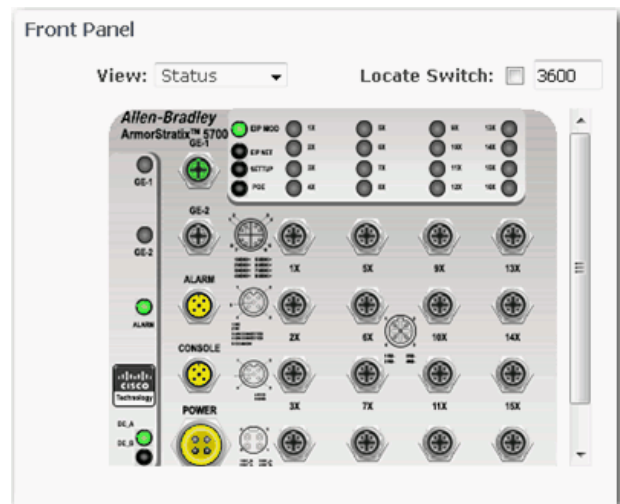 Front Panel
View: Status
Locate Switch: 3600
Allen-Bradley
ArmorStratix™ 5700
EIP MOD 1X 5X 9X 13X
EIP NET 2X 6X 10X 14X
SETUP 3X 7X 11X 15X
POE 4X 8X 12X 16X
GE-1
GE-1
GE-2
GE-2
1X 5X 9X 13X
ALARM
ALARM
2X 6X 10X 14X
CONSOLE
CISCO
Technology
3X 7X 11X 15X
POWER
DC_A
DC_B